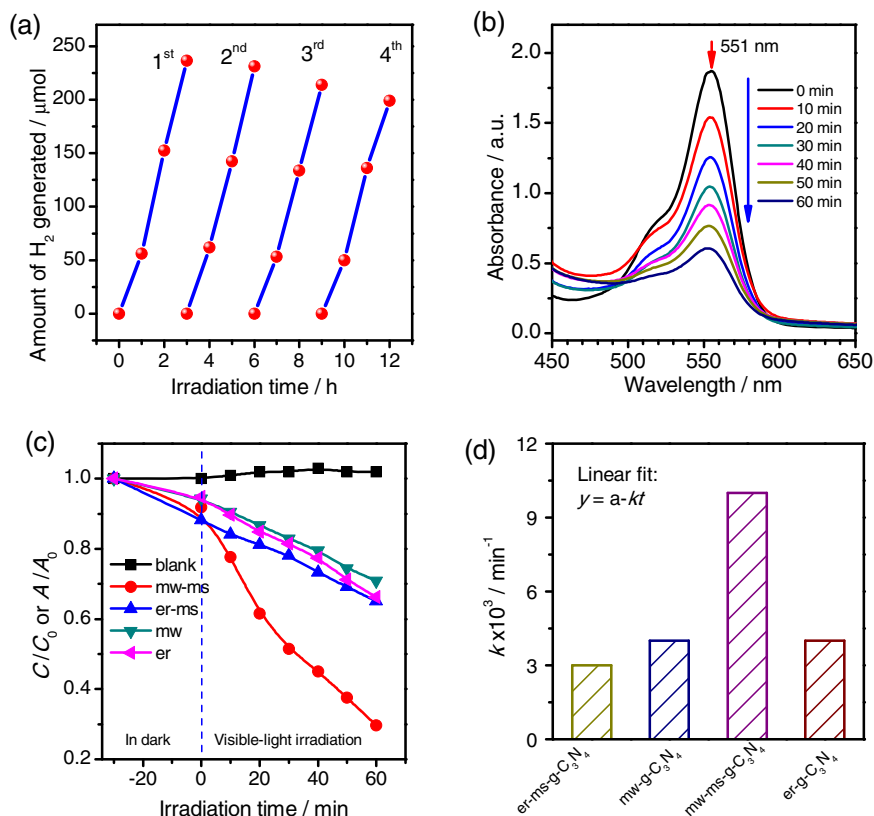 (a)
250
200
150
100
50
0
Amount of H2 generated / μmol
1st
2nd
3rd
4th
0 2 4 6 8 10 12
Irradiation time / h
(b)
2.0
1.5
1.0
0.5
0.0
Absorbance / a.u.
551 nm
0 min
10 min
20 min
30 min
40 min
50 min
60 min
450 500 550 600 650
Wavelength / nm
(c)
1.0
0.8
0.6
0.4
0.2
C/C0 or A/A0
blank
mw-ms
er-ms
mw
er
In dark
Visible-light irradiation
-20 0 20 40 60
Irradiation time / min
(d)
12
9
6
3
0
k x10^3 / min^-1
Linear fit:
y = a-kt
er-ms-g-C3N4
mw-g-C3N4
mw-ms-g-C3N4
er-g-C3N4